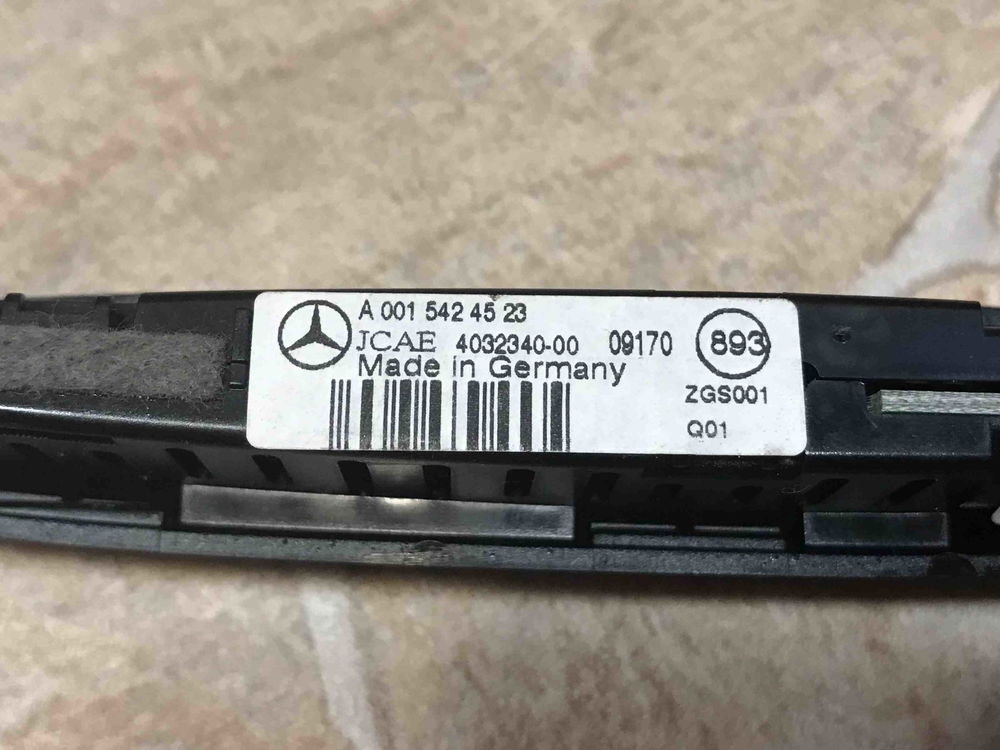 A 001 542 45 23
JCAE 4032340-00 09170
893
Made in Germany
ZGS001
Q01